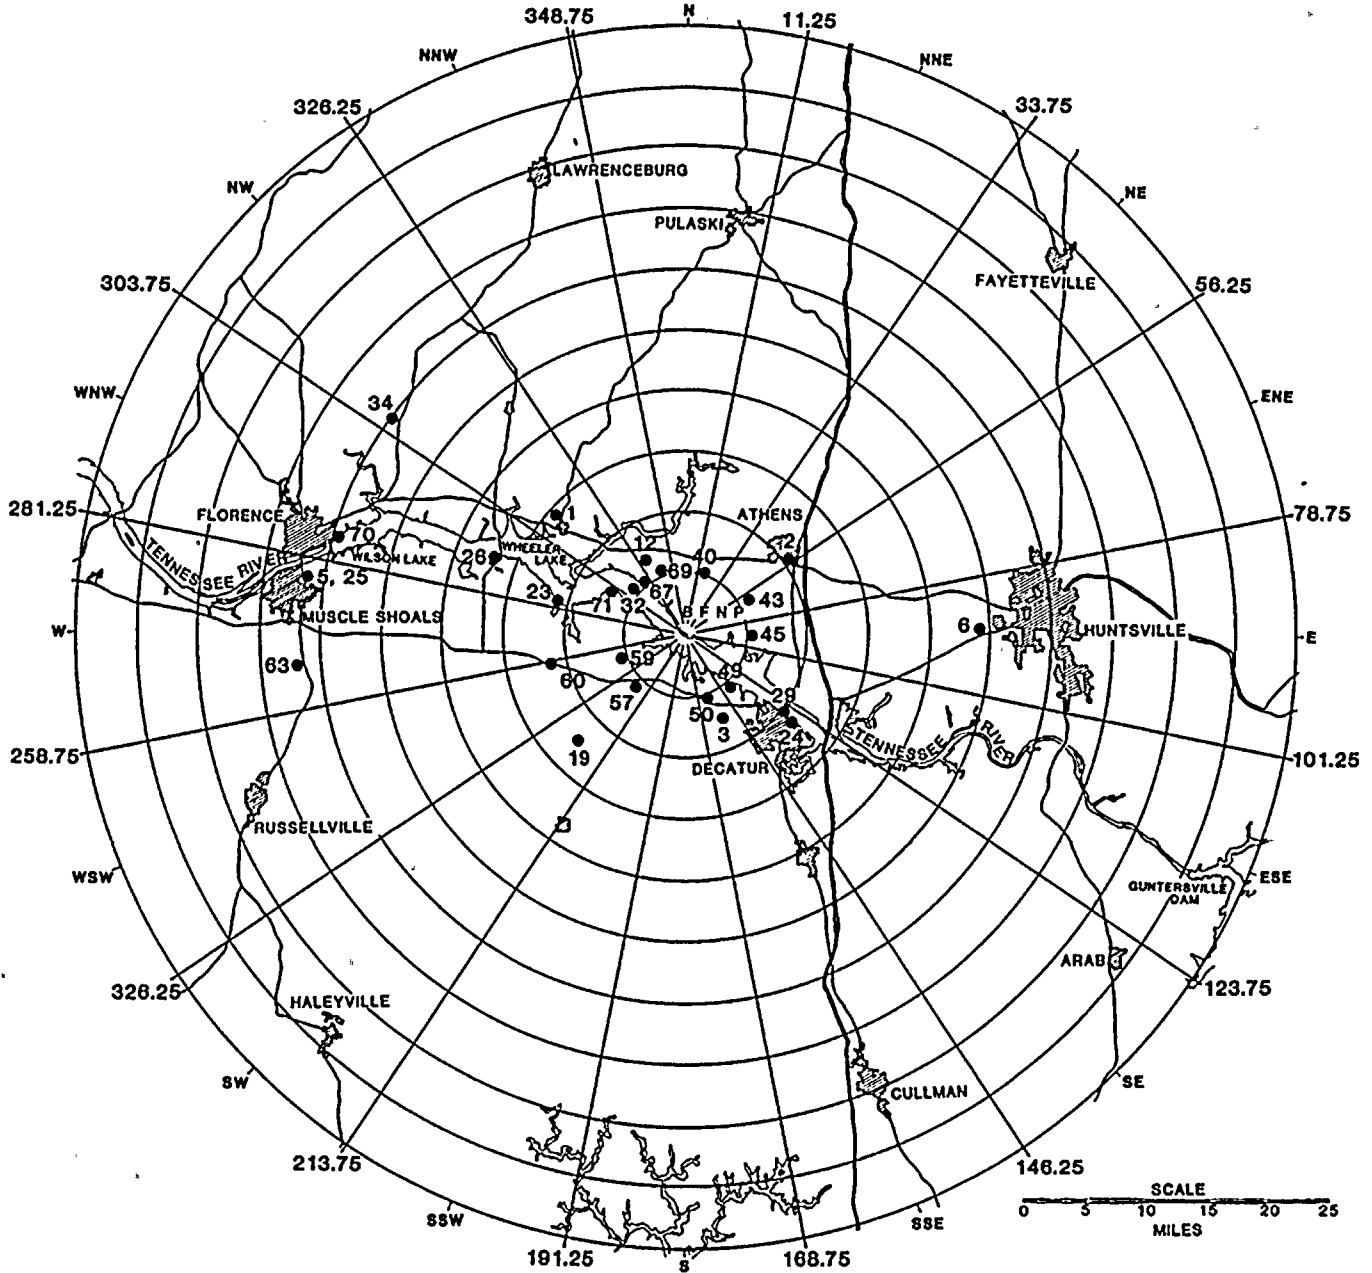 N
348.75
11.25
NNW
NNE
326.25
33.75
LAWRENCEBURG
NW
NE
PULASKI
FAYETTEVILLE
303.75
56.25
WNW
ENE
34
281.25
FLORENCE
1
ATHENS
78.75
70
TENNESSEE RIVER
WILSON LAKE
26
WHEELER
LAKE
12
40
2
69
5, 25
23
71
32
67
43
BFNP
MUSCLE SHOALS
W
6
HUNTSVILLE
E
45
63
59
60
49
57
29
50
3
24
19
TENNESSEE
RIVER
258.75
DECATUR
101.25
RUSSELLVILLE
WSW
ESE
GUNTERSVILLE
DAM
ARAB
326.25
123.75
HALEYVILLE
SW
SE
CULLMAN
213.75
146.25
SCALE
0 5 10 15 20 25
MILES
SSW
SSE
191.25
S
168.75